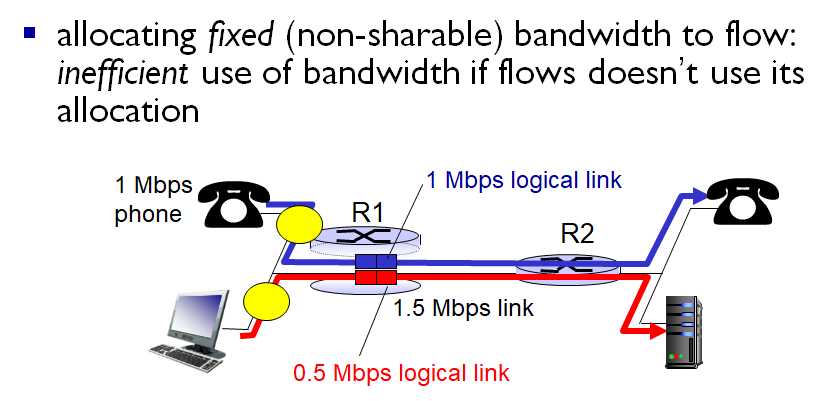 ▪ allocating fixed (non-sharable) bandwidth to flow:
inefficient use of bandwidth if flows doesn't use its
allocation
1 Mbps
phone
1 Mbps logical link
R1
R2
1.5 Mbps link
0.5 Mbps logical link